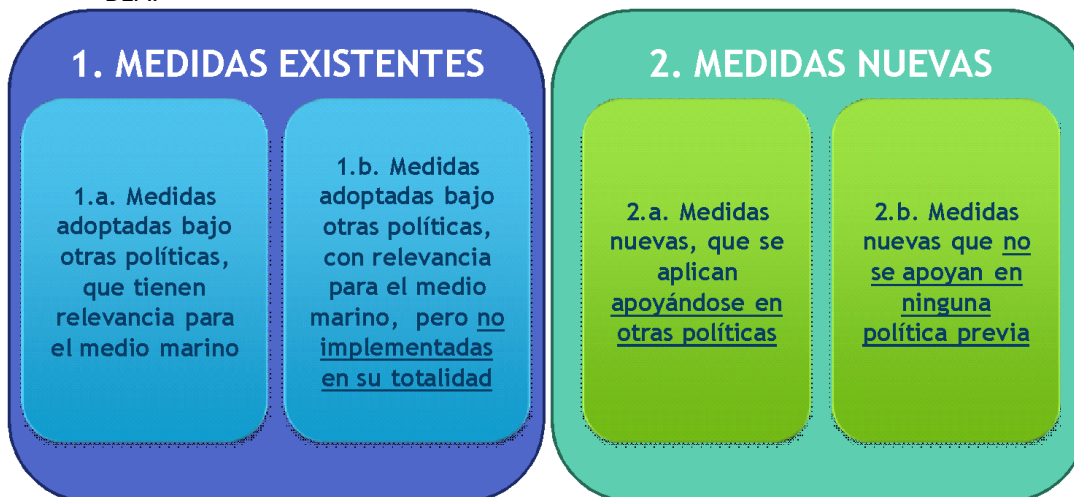 1. MEDIDAS EXISTENTES
1.a. Medidas
adoptadas bajo
otras políticas,
que tienen
relevancia para
el medio marino
1.b. Medidas
adoptadas bajo
otras políticas,
con relevancia
para el medio
marino, pero no
implementadas
en su totalidad
2. MEDIDAS NUEVAS
2.a. Medidas
nuevas, que se
aplican
apoyándose en
otras políticas
2.b. Medidas
nuevas que no
se apoyan en
ninguna
política previa